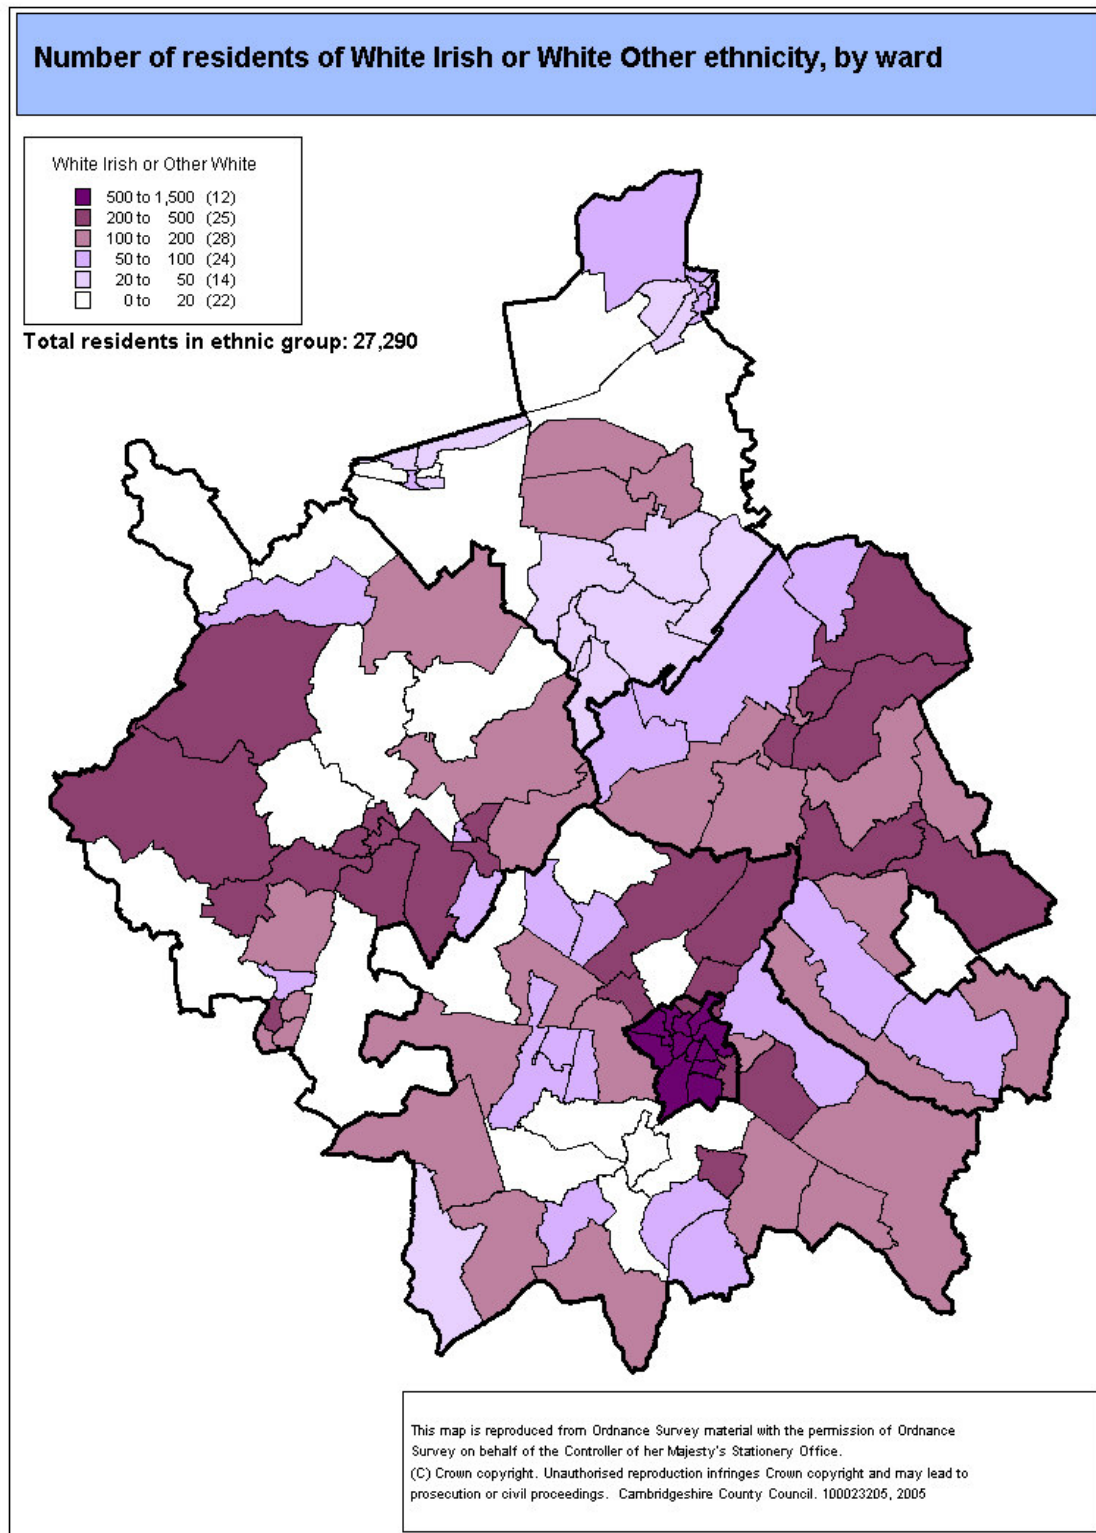 Number of residents of White Irish or White Other ethnicity, by ward
White Irish or Other White
500 to 1,500 (12)
200 to 500 (25)
100 to 200 (28)
50 to 100 (24)
20 to 50 (14)
0 to 20 (22)
Total residents in ethnic group: 27,290
This map is reproduced from Ordnance Survey material with the permission of Ordnance
Survey on behalf of the Controller of her Majesty's Stationery Office.
(C) Crown copyright. Unauthorised reproduction infringes Crown copyright and may lead to
prosecution or civil proceedings. Cambridgeshire County Council. 100023205, 2005